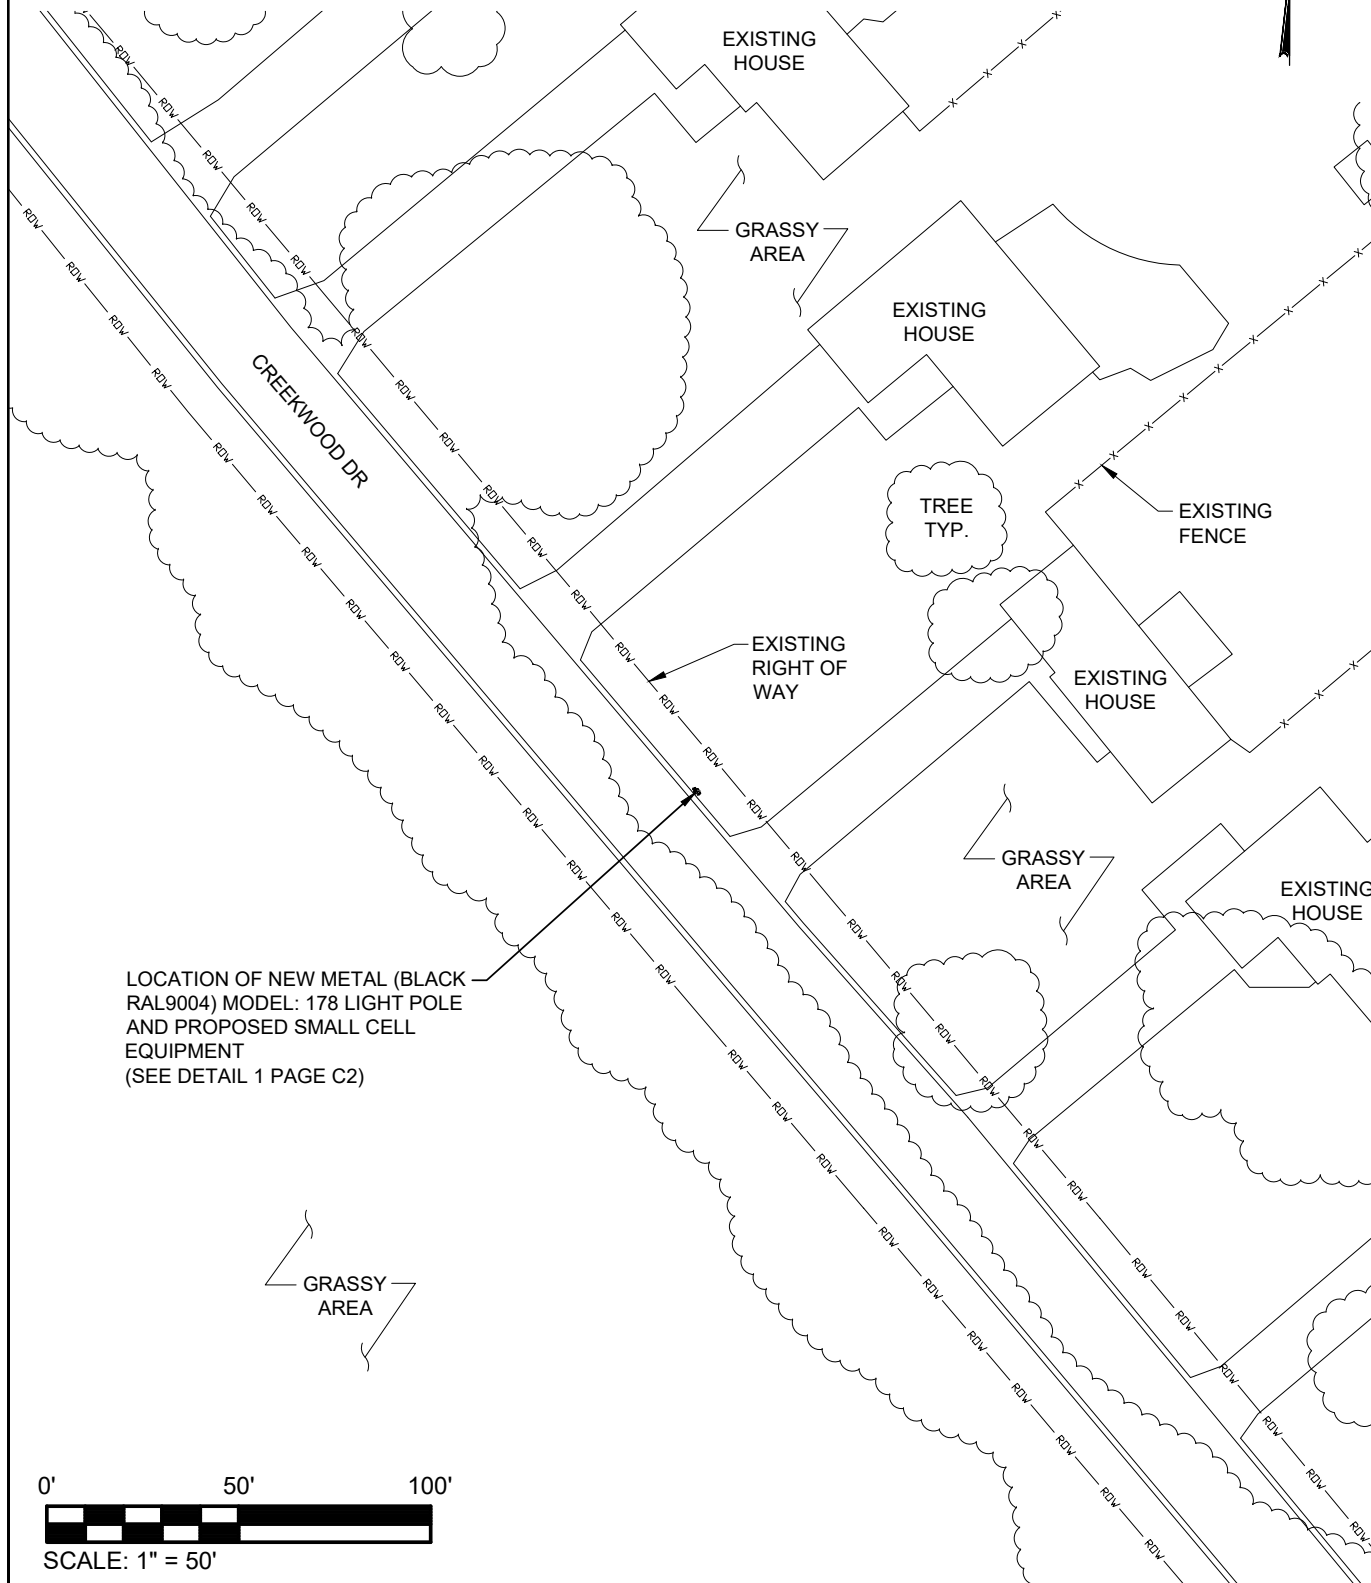 EXISTING
HOUSE
GRASSY
AREA
EXISTING
HOUSE
CREEKWOOD DR
TREE
TYP.
EXISTING
FENCE
EXISTING
RIGHT OF
WAY
EXISTING
HOUSE
GRASSY
AREA
EXISTING
HOUSE
LOCATION OF NEW METAL (BLACK
RAL9004) MODEL: 178 LIGHT POLE
AND PROPOSED SMALL CELL
EQUIPMENT
(SEE DETAIL 1 PAGE C2)
GRASSY
AREA
ROW
X
0' 50' 100'
SCALE: 1" = 50'